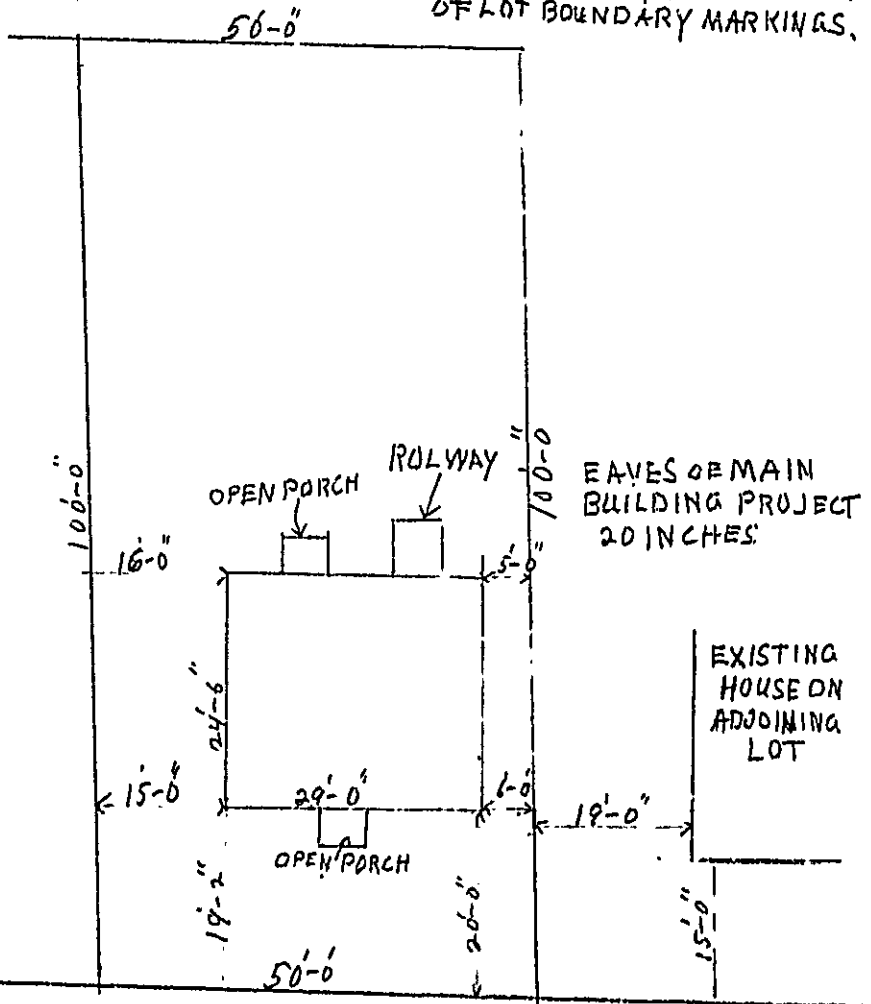 OF LOT BOUNDARY MARKINGS.
50'-0"
100'-0"
100'-0"
OPEN PORCH
ROLWAY
EAVES OF MAIN
BUILDING PROJECT
20 INCHES
16'-0"
5'-0"
24'-6"
EXISTING
HOUSE ON
ADJOINING
LOT
15'-0"
29'-0"
6'-0"
19'-0"
OPEN PORCH
19'-2"
20'-0"
15'-0"
50'-0"